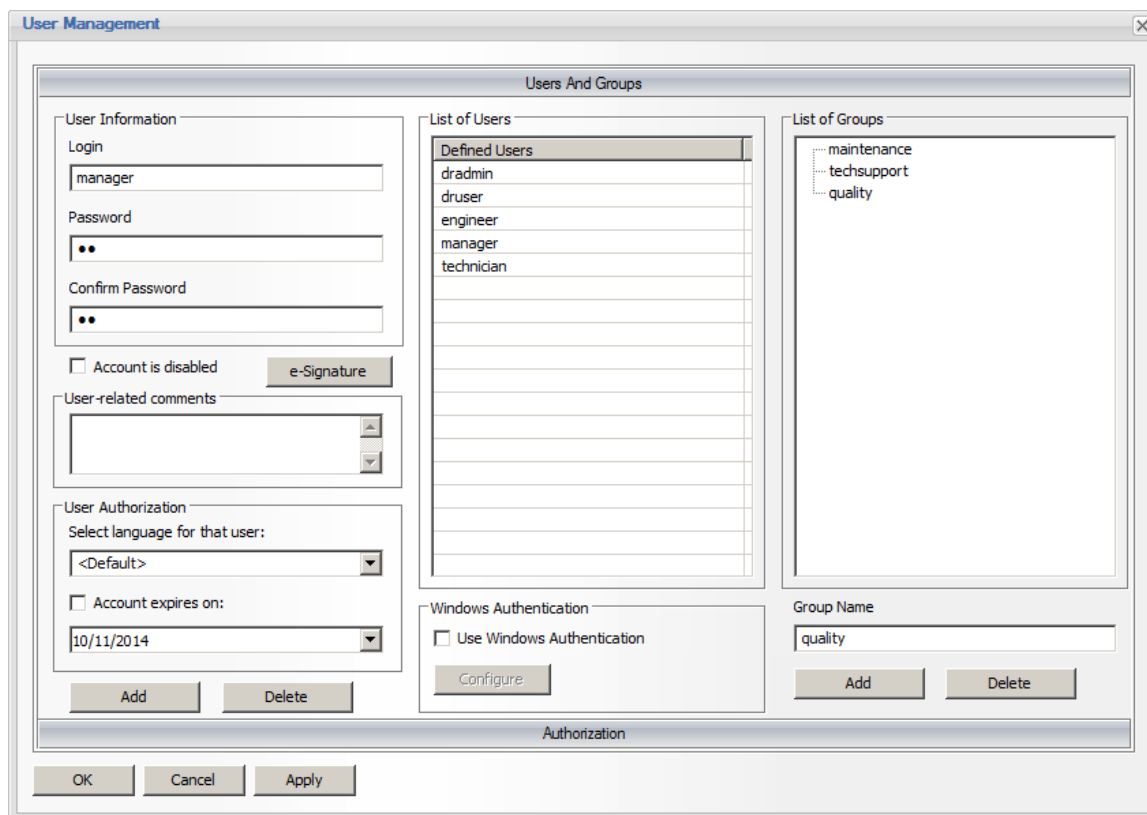 User Management
Users And Groups
User Information
Login
manager
Password
••
Confirm Password
••
Account is disabled
e-Signature
User-related comments
User Authorization
Select language for that user:
<Default>
Account expires on:
10/11/2014
Add Delete
List of Users
Defined Users
dradmin
druser
engineer
manager
technician
Windows Authentication
Use Windows Authentication
Configure
List of Groups
maintenance
techsupport
quality
Group Name
quality
Add Delete
Authorization
OK Cancel Apply